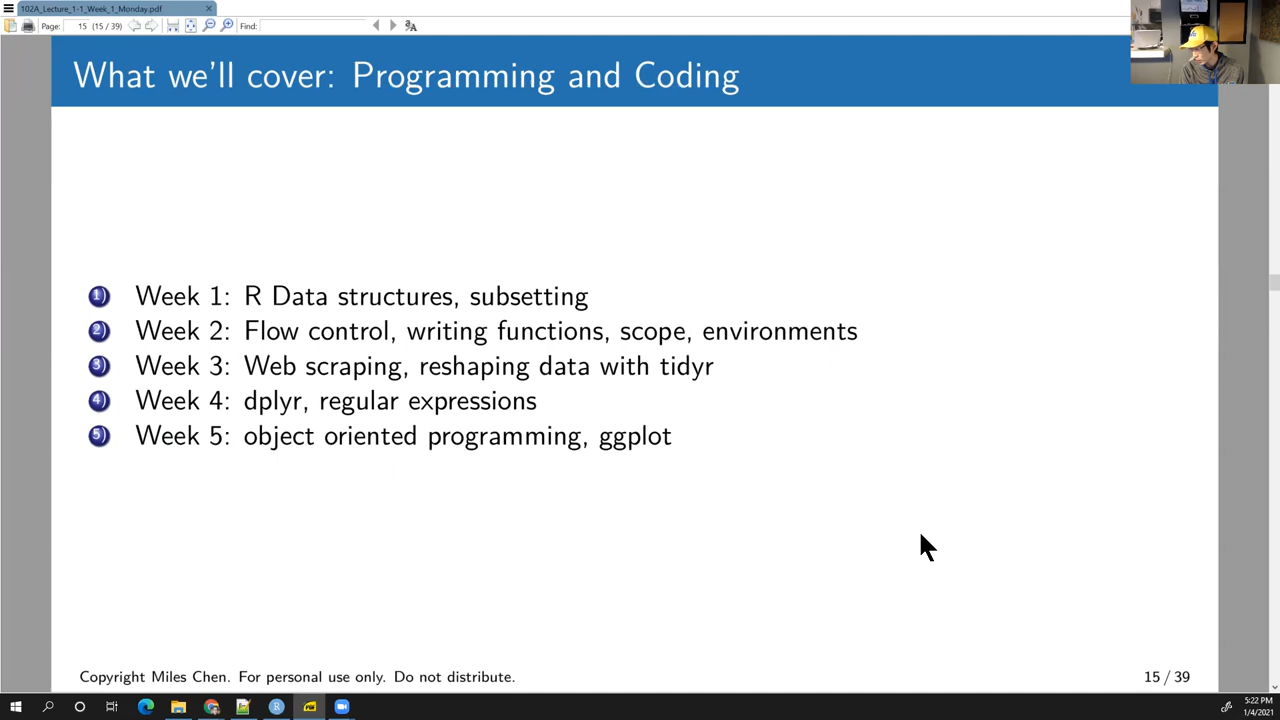 102A_Lecture_1-1_Week_1_Monday.pdf
Page: 15 (15 / 39) Find:
What we'll cover: Programming and Coding
1) Week 1: R Data structures, subsetting
2) Week 2: Flow control, writing functions, scope, environments
3) Week 3: Web scraping, reshaping data with tidyr
4) Week 4: dplyr, regular expressions
5) Week 5: object oriented programming, ggplot
Copyright Miles Chen. For personal use only. Do not distribute. 15 / 39
5:22 PM
1/4/2021